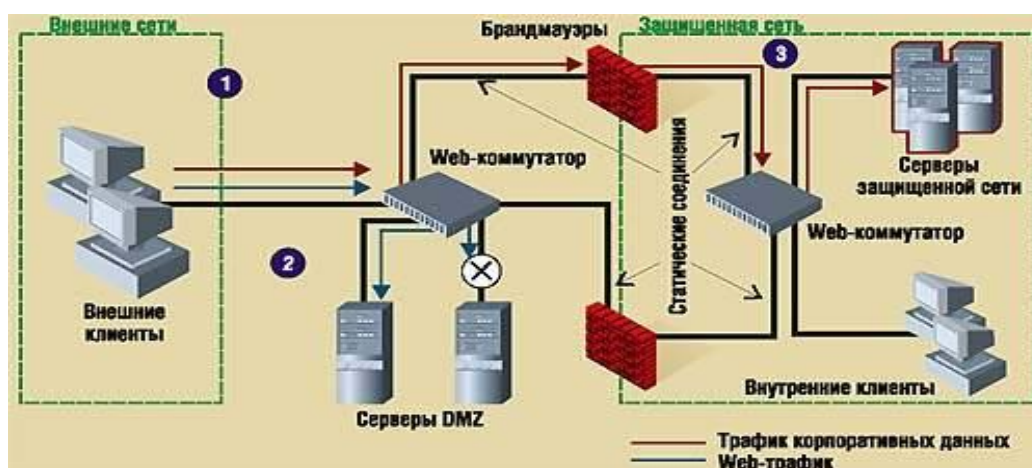 Внешние сети
Брандмауэры
Защищенная сеть
1
3
Web-коммутатор
Серверы
защищенной сети
Статические соединения
Web-коммутатор
2
Внешние
клиенты
Внутренние клиенты
Серверы DMZ
Трафик корпоративных данных
Web-трафик